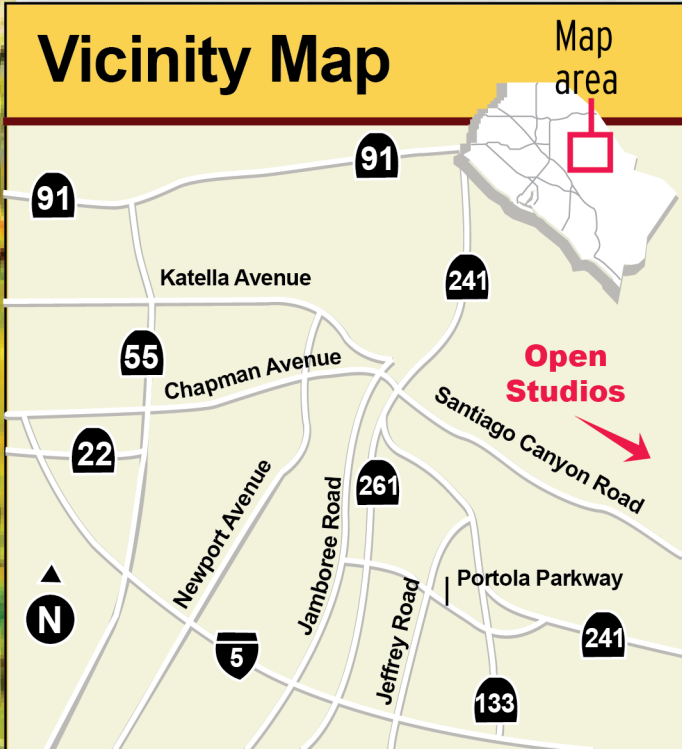 Vicinity Map
Map
area
91
91
Katella Avenue
241
55
Chapman Avenue
Open
Studios
Santiago Canyon Road
22
261
Newport Avenue
Jamboree Road
Jeffrey Road
Portola Parkway
N
5
241
133